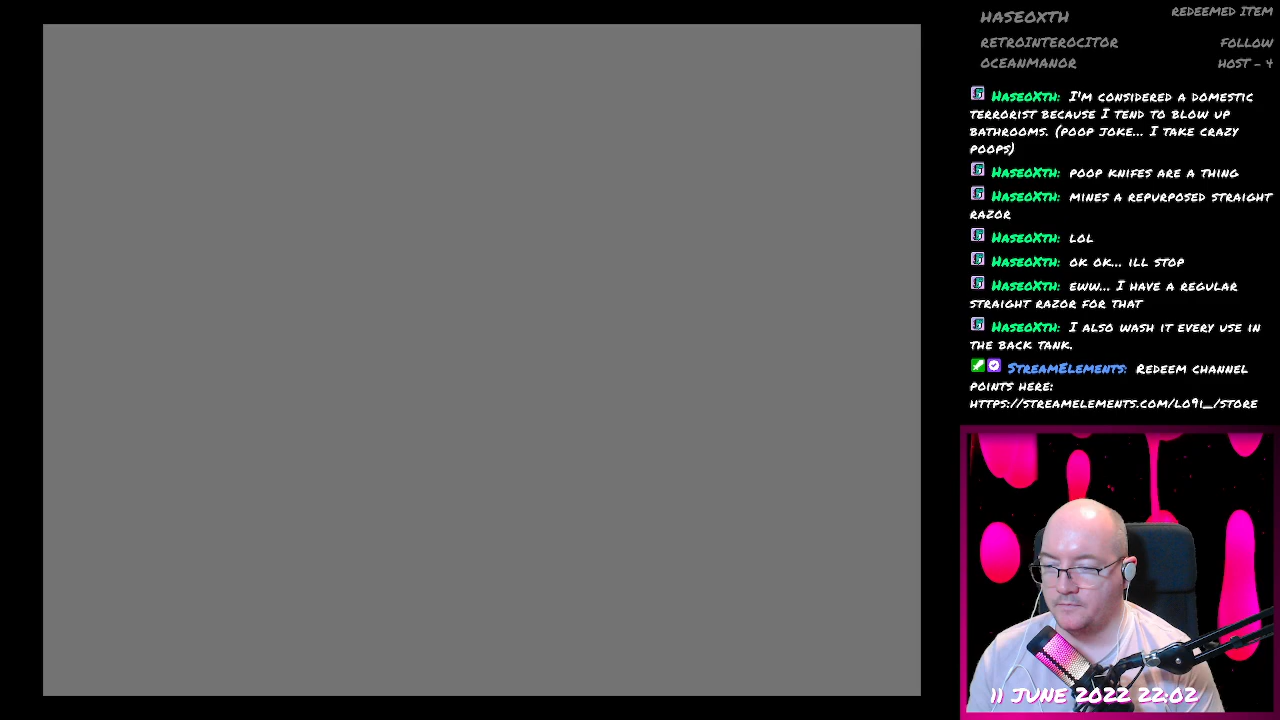 HASEOXTH REDEEMED ITEM
RETROINTEROCITOR FOLLOW
OCEANMANOR HOST - 4
HASEOXTH: I'M CONSIDERED A DOMESTIC
TERRORIST BECAUSE I TEND TO BLOW UP
BATHROOMS. (POOP JOKE... I TAKE CRAZY
POOPS)
HASEOXTH: POOP KNIFES ARE A THING
HASEOXTH: MINES A REPURPOSED STRAIGHT
RAZOR
HASEOXTH: LOL
HASEOXTH: OK OK... ILL STOP
HASEOXTH: EWW... I HAVE A REGULAR
STRAIGHT RAZOR FOR THAT
HASEOXTH: I ALSO WASH IT EVERY USE IN
THE BACK TANK.
STREAMELEMENTS: REDEEM CHANNEL
POINTS HERE:
HTTPS://STREAMELEMENTS.COM/LO91_/STORE
11 JUNE 2022 22:02